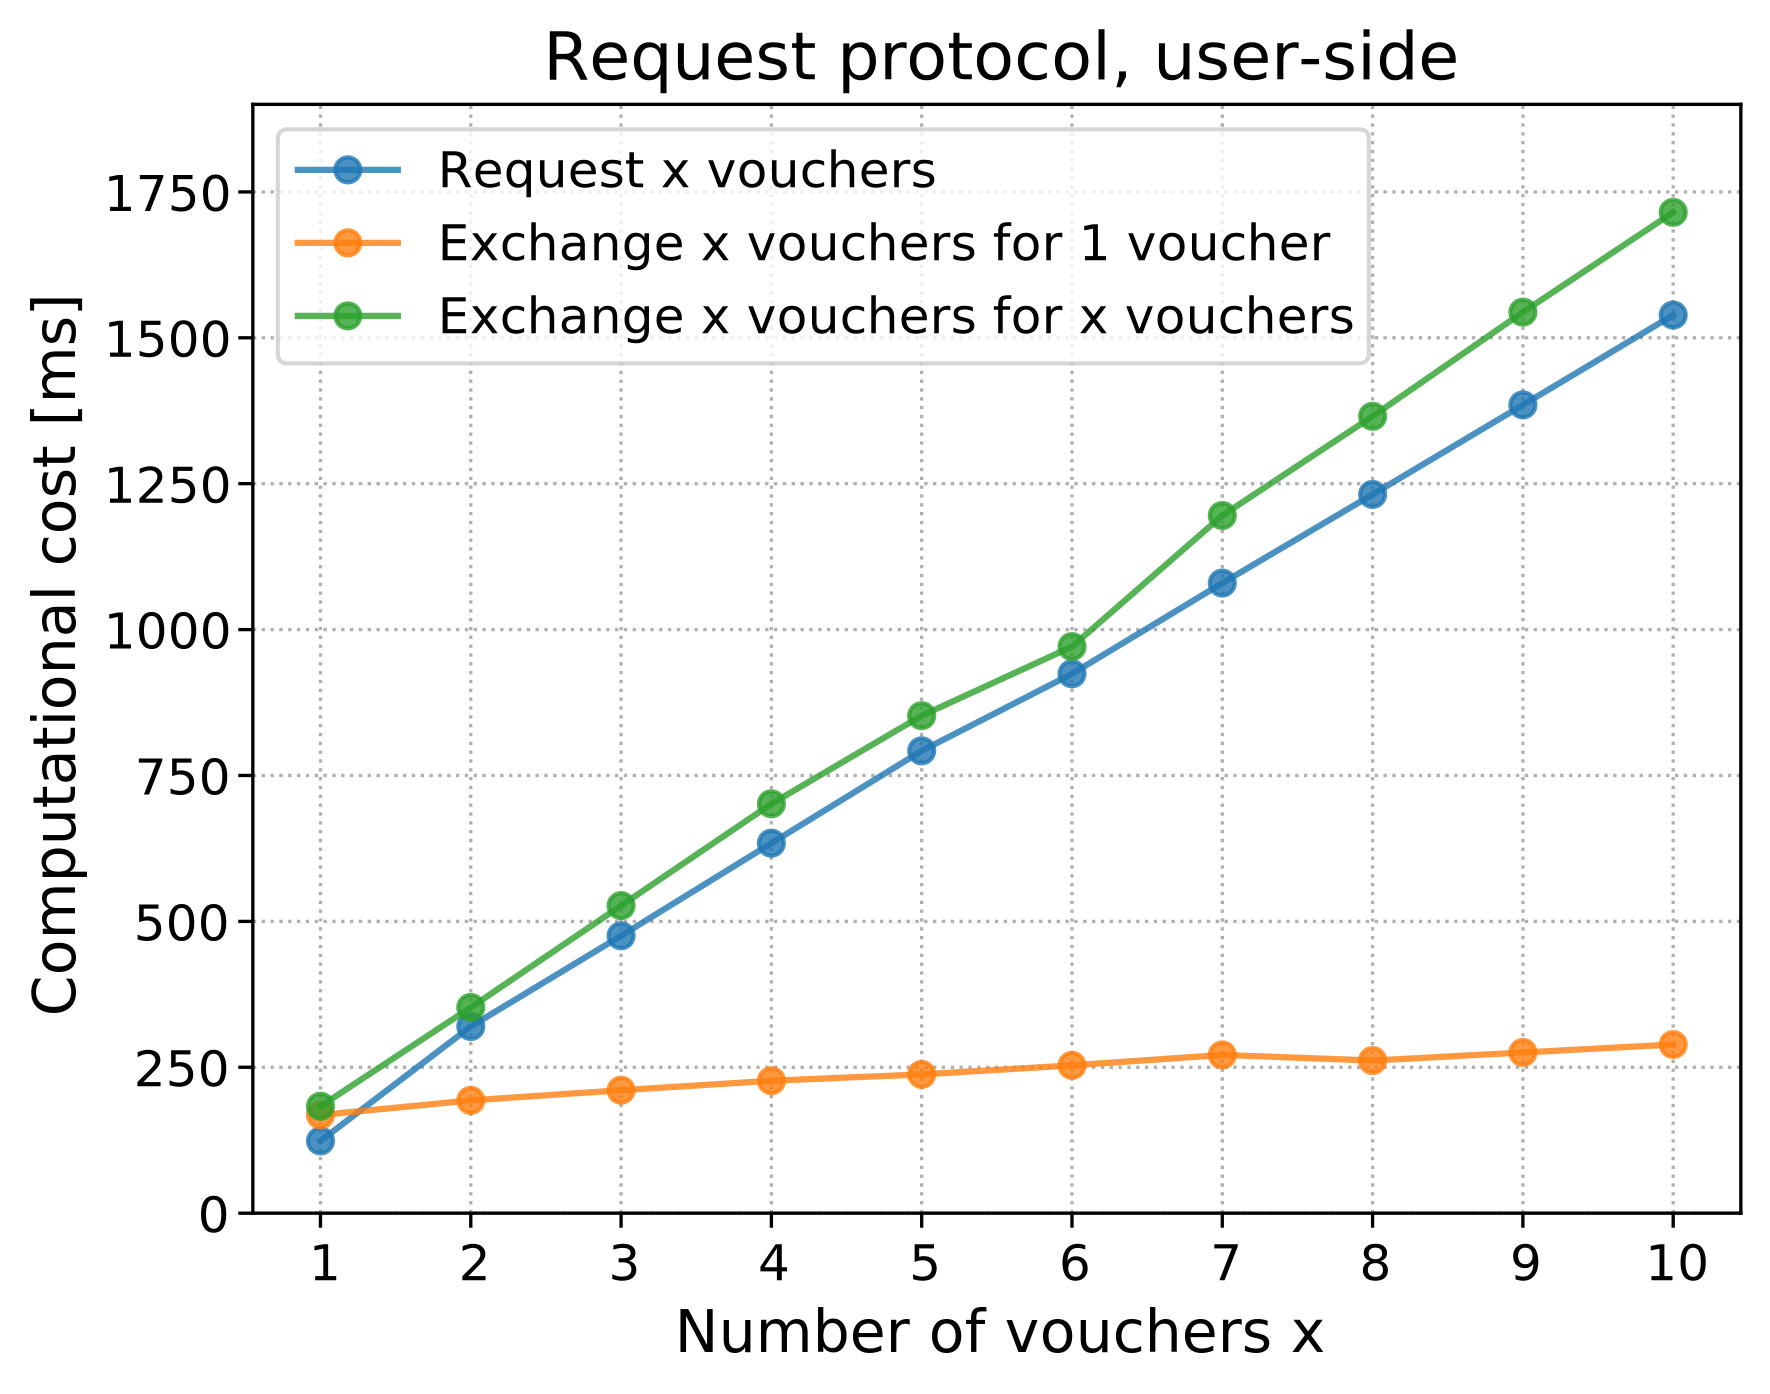 Request protocol, user-side
Request x vouchers
Exchange x vouchers for 1 voucher
Exchange x vouchers for x vouchers
Computational cost [ms]
1750
1500
1250
1000
750
500
250
0
1 2 3 4 5 6 7 8 9 10
Number of vouchers x